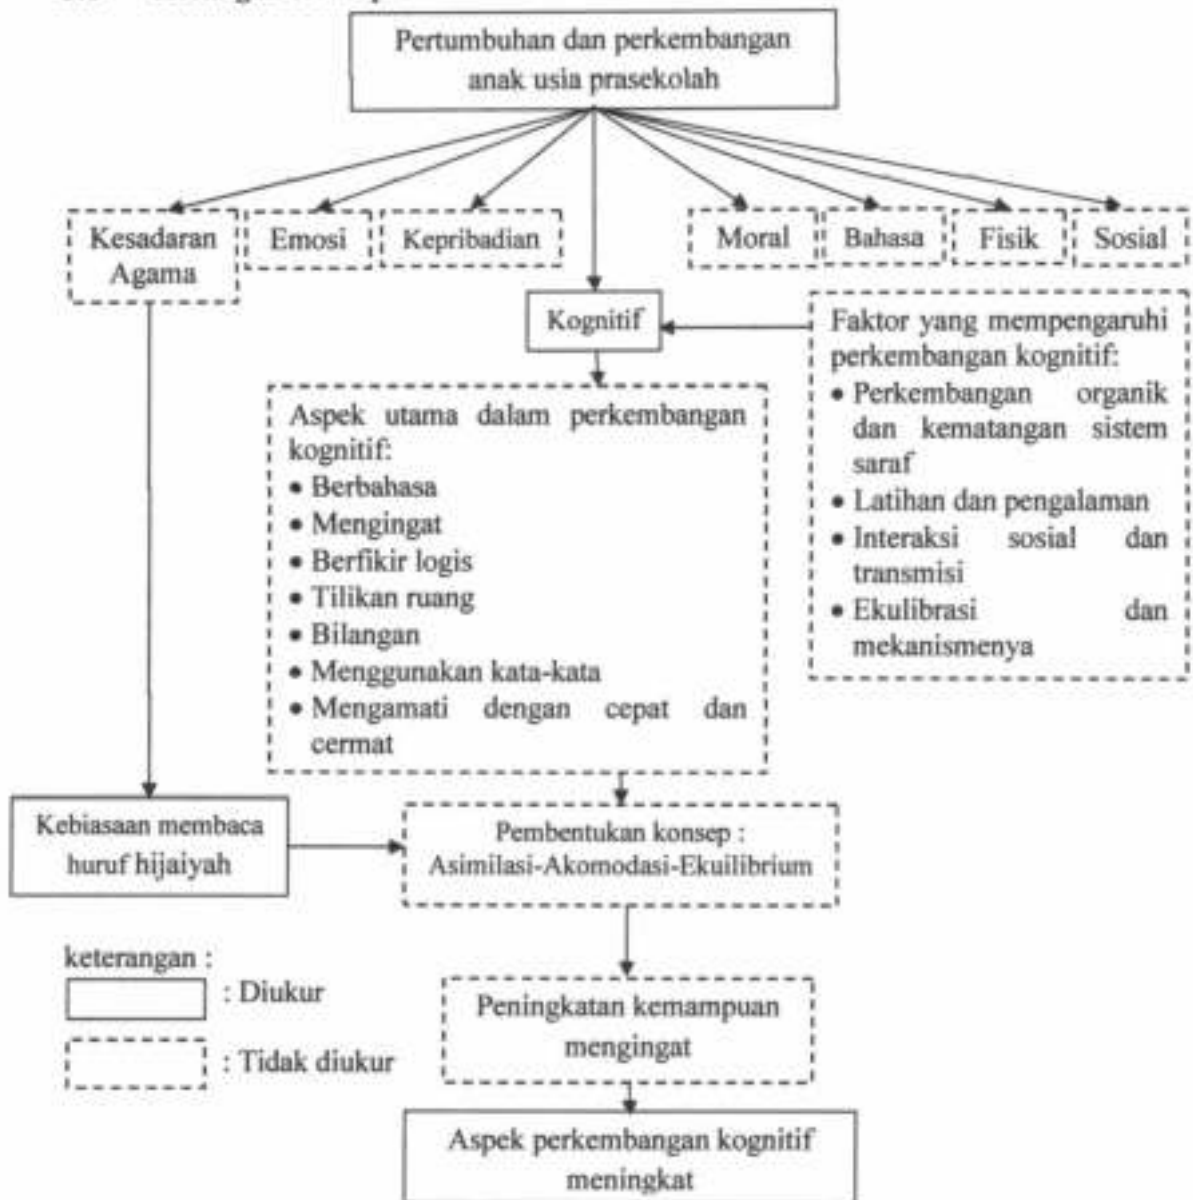 Pertumbuhan dan perkembangan
anak usia prasekolah
Kesadaran
Agama
Emosi
Kepribadian
Moral
Bahasa
Fisik
Sosial
Kognitif
Faktor yang mempengaruhi
perkembangan kognitif:
• Perkembangan organik
dan kematangan sistem
saraf
• Latihan dan pengalaman
• Interaksi sosial dan
transmisi
• Ekulibrasi dan
mekanismenya
Aspek utama dalam perkembangan
kognitif:
• Berbahasa
• Mengingat
• Berfikir logis
• Tilikan ruang
• Bilangan
• Menggunakan kata-kata
• Mengamati dengan cepat dan
cermat
Kebiasaan membaca
huruf hijaiyah
Pembentukan konsep :
Asimilasi-Akomodasi-Ekuilibrium
keterangan :
: Diukur
: Tidak diukur
Peningkatan kemampuan
mengingat
Aspek perkembangan kognitif
meningkat